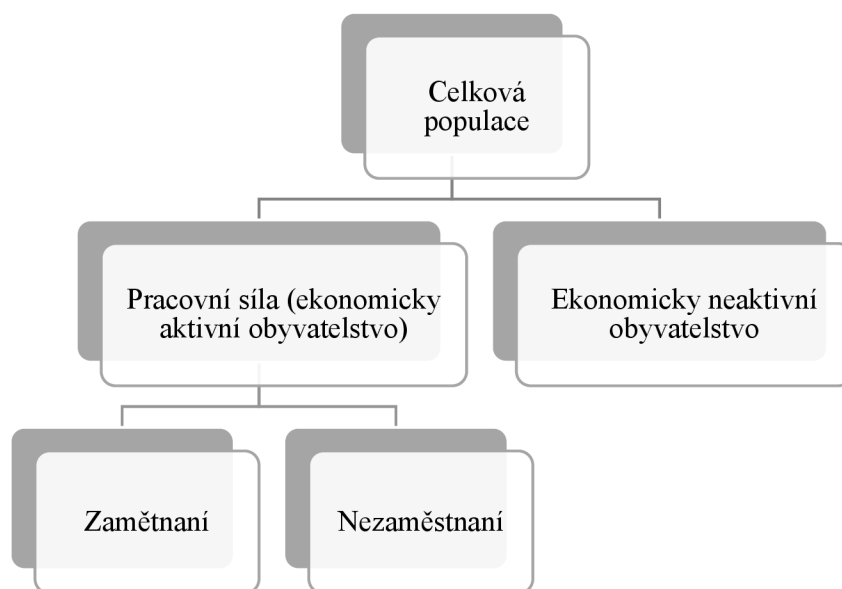 Celková
populace
Pracovní síla (ekonomicky
aktivní obyvatelstvo)
Ekonomicky neaktivní
obyvatelstvo
Zamětnaní
Nezaměstnaní